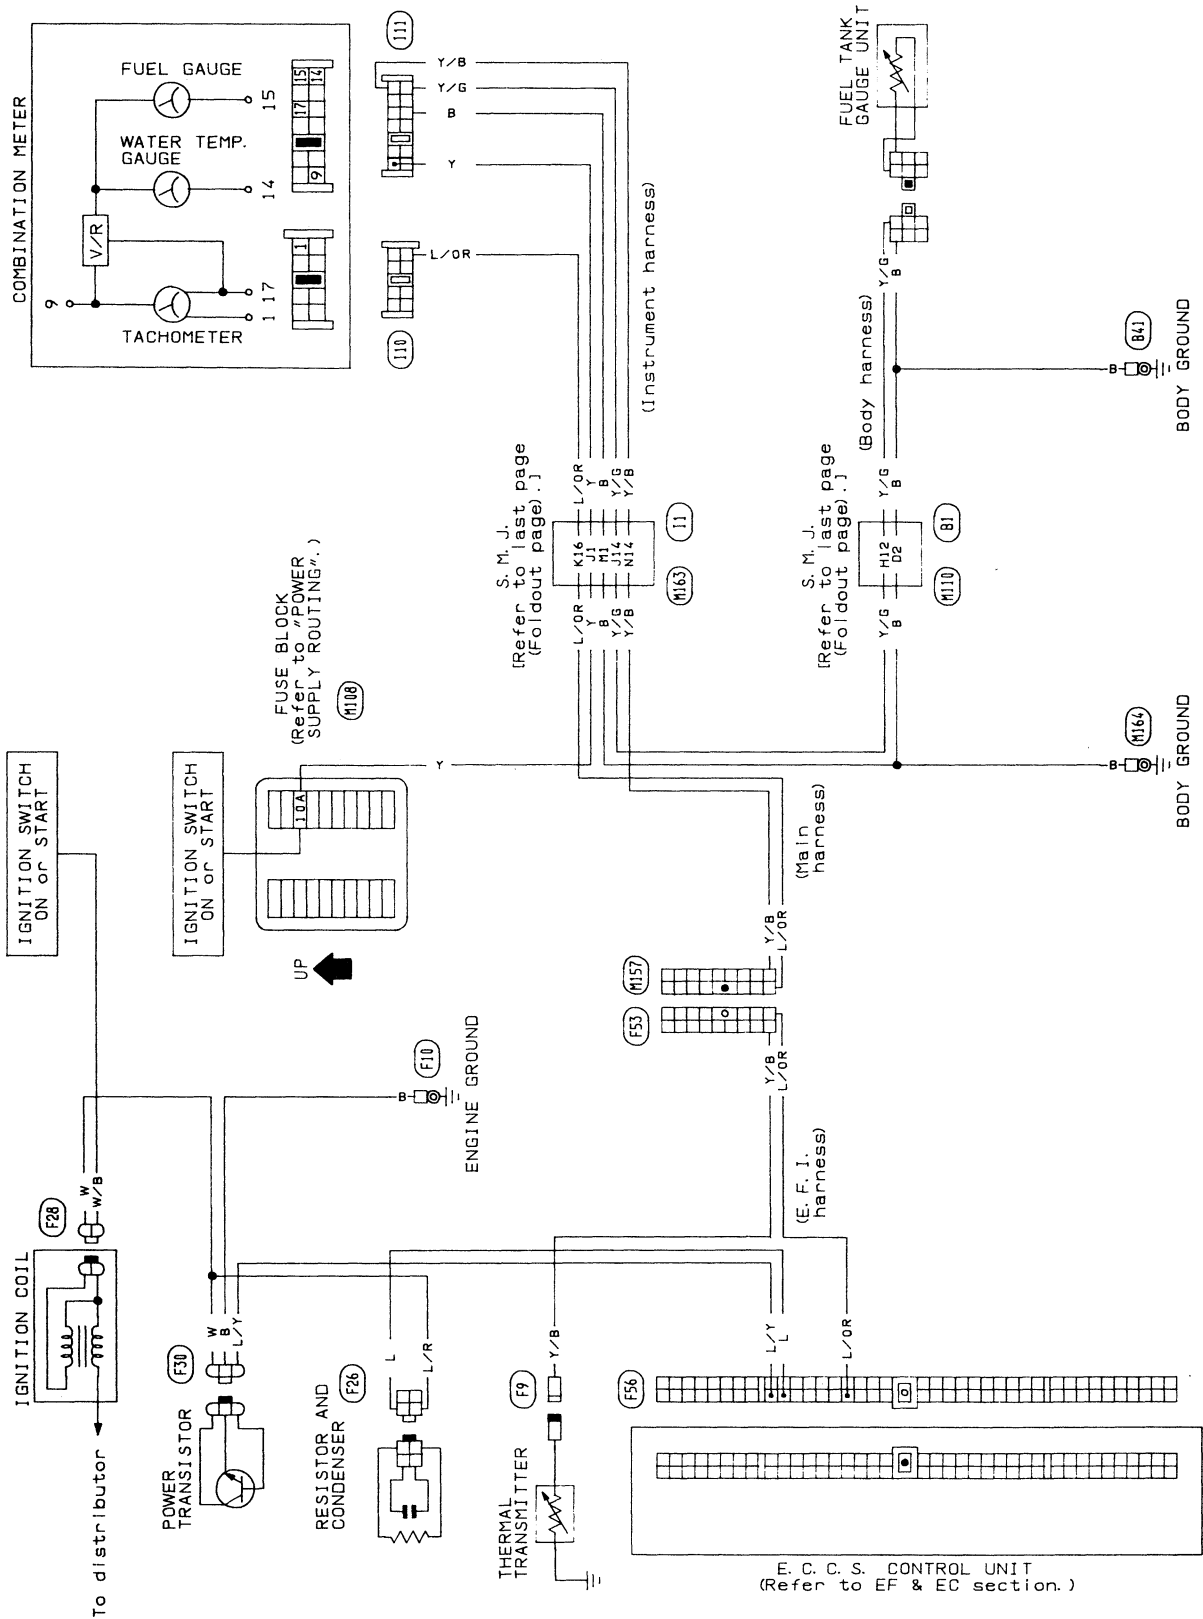 COMBINATION METER
FUEL GAUGE
15
WATER TEMP.
GAUGE
14
V/R
9
1 17
TACHOMETER
15
14
17
9
1
I11
I10
Y/B
Y/G
B
Y
L/OR
(Instrument harness)
FUEL TANK
GAUGE UNIT
Y/G
B
(Body harness)
B
B41
BODY GROUND
S. M. J.
[Refer to last page
(Foldout page).]
L/OR
Y
B
Y/G
Y/B
K16
J1
M1
J14
N14
L/OR
Y
B
Y/G
Y/B
I1
M163
S. M. J.
[Refer to last page
(Foldout page).]
Y/G
B
H12
D2
Y/G
B
B1
M110
FUSE BLOCK
(Refer to "POWER
SUPPLY ROUTING".)
M108
IGNITION SWITCH
ON or START
IGNITION SWITCH
ON or START
10A
Y
UP
B
M164
BODY GROUND
(Main
harness)
Y/B
L/OR
M157
F53
Y/B
L/OR
(E. F. I.
harness)
B
F10
ENGINE GROUND
IGNITION COIL
F28
W
W/B
To distributor
POWER
TRANSISTOR
F30
W
B
L/Y
RESISTOR AND
CONDENSER
F26
L
L/R
THERMAL
TRANSMITTER
F9
Y/B
F56
L/Y
L
L/OR
E. C. C. S. CONTROL UNIT
(Refer to EF & EC section.)